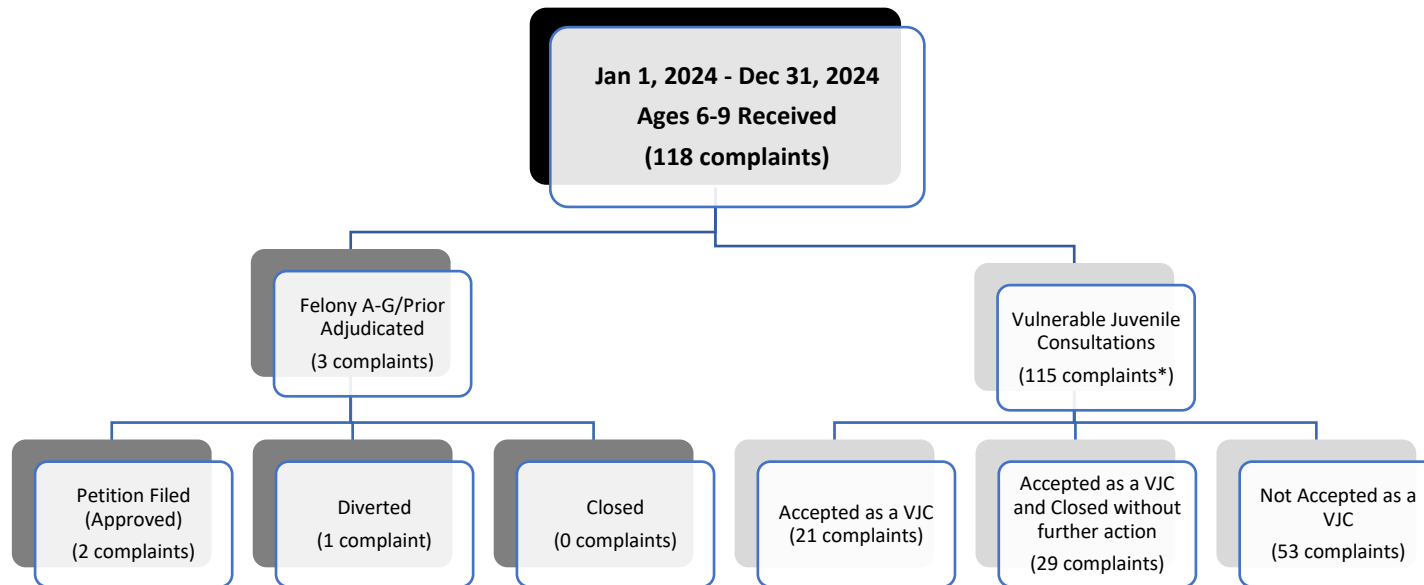 Jan 1, 2024 - Dec 31, 2024
Ages 6-9 Received
(118 complaints)
Felony A-G/Prior
Adjudicated
(3 complaints)
Vulnerable Juvenile
Consultations
(115 complaints*)
Petition Filed
(Approved)
(2 complaints)
Diverted
(1 complaint)
Closed
(0 complaints)
Accepted as a VJC
(21 complaints)
Accepted as a VJC
and Closed without
further action
(29 complaints)
Not Accepted as a
VJC
(53 complaints)